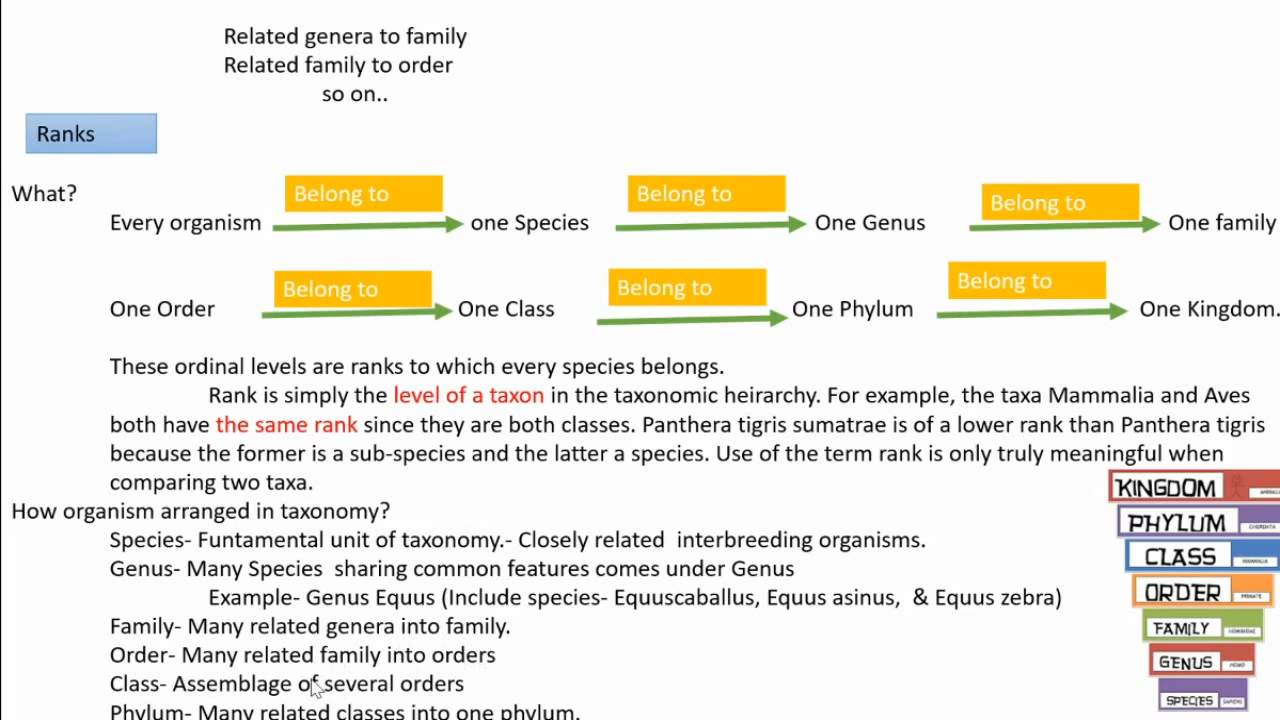 Related genera to family
Related family to order
so on..
Ranks
What?
Belong to
Belong to
Belong to
Every organism
one Species
One Genus
One family
Belong to
Belong to
Belong to
One Order
One Class
One Phylum
One Kingdom.
These ordinal levels are ranks to which every species belongs.
Rank is simply the level of a taxon in the taxonomic heirarchy. For example, the taxa Mammalia and Aves
both have the same rank since they are both classes. Panthera tigris sumatrae is of a lower rank than Panthera tigris
because the former is a sub-species and the latter a species. Use of the term rank is only truly meaningful when
comparing two taxa.
How organism arranged in taxonomy?
Species- Funtamental unit of taxonomy.- Closely related interbreeding organisms.
Genus- Many Species sharing common features comes under Genus
Example- Genus Equus (Include species- Equuscaballus, Equus asinus, & Equus zebra)
Family- Many related genera into family.
Order- Many related family into orders
Class- Assemblage of several orders
Phylum- Many related classes into one phylum.
KINGDOM
PHYLUM CHORDATA
CLASS MAMMALIA
ORDER PRIMATE
FAMILY HOMINIDAE
GENUS HOMO
SPECIES SAPIENS